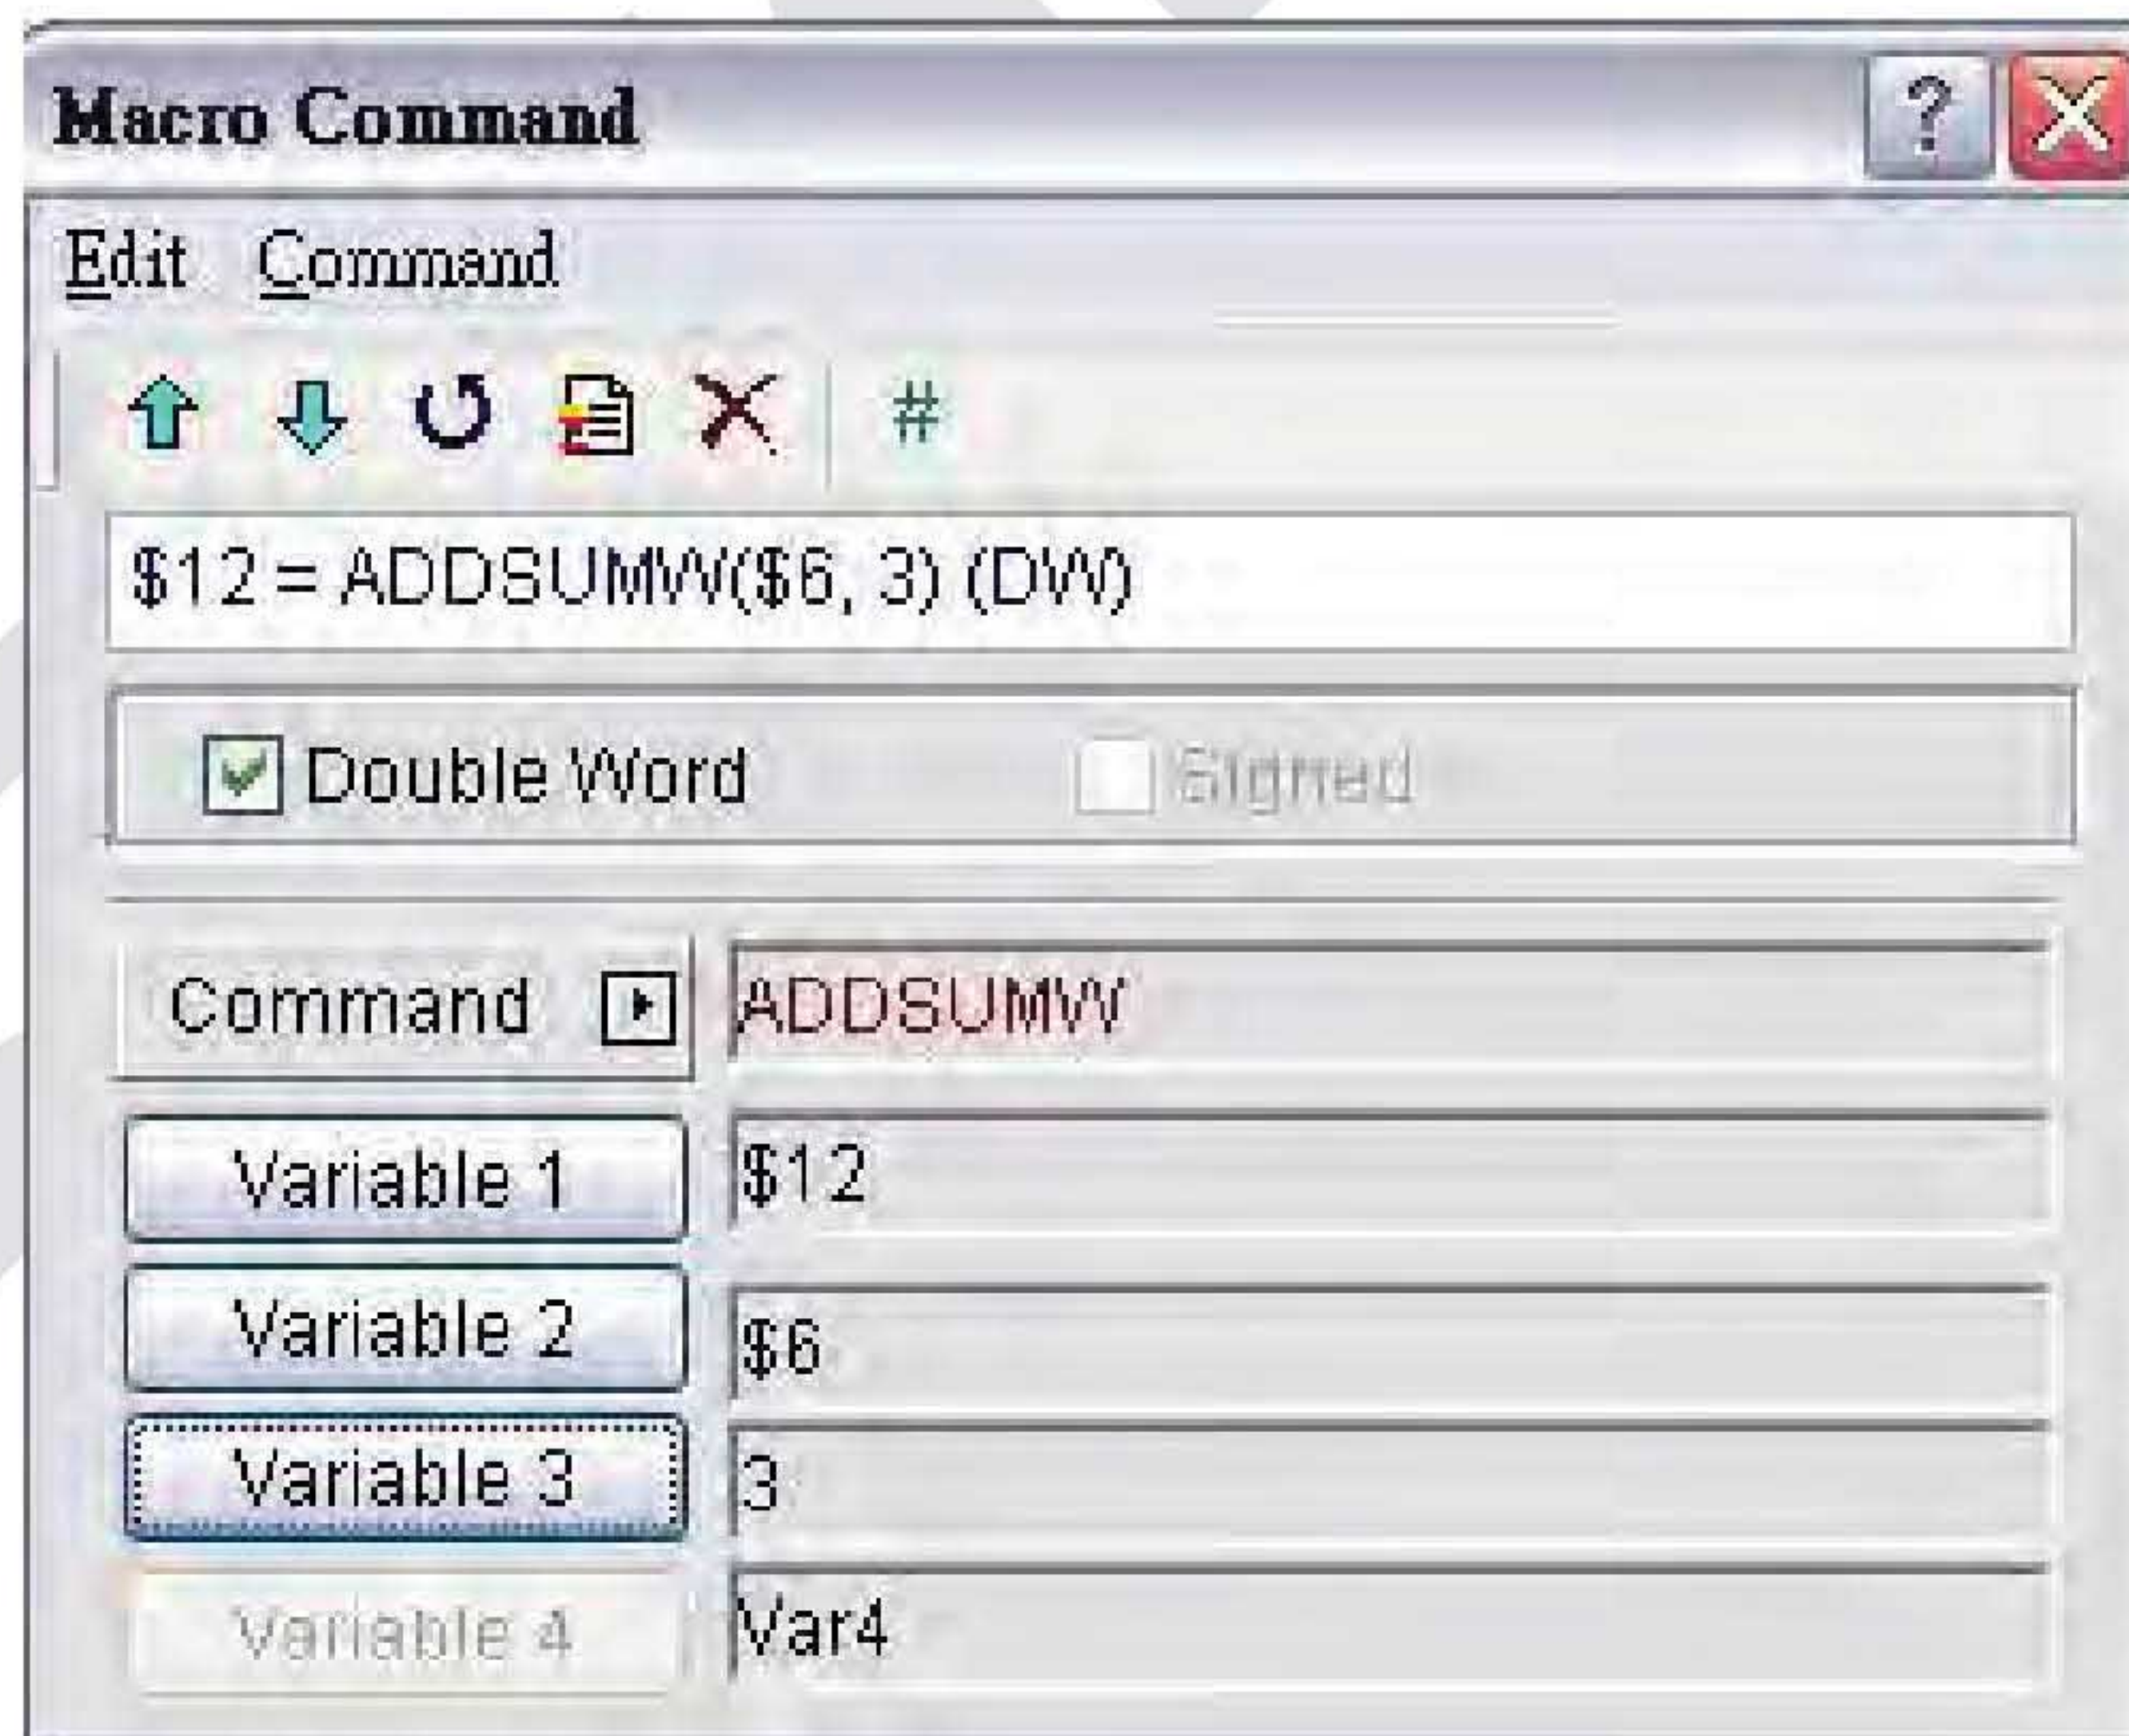 Macro Command
?
Edit Command
#
$12 = ADDSUMW($6, 3) (DW)
Double Word Signed
Command ADDSUMW
Variable 1 $12
Variable 2 $6
Variable 3 3
Variable 4 Var4